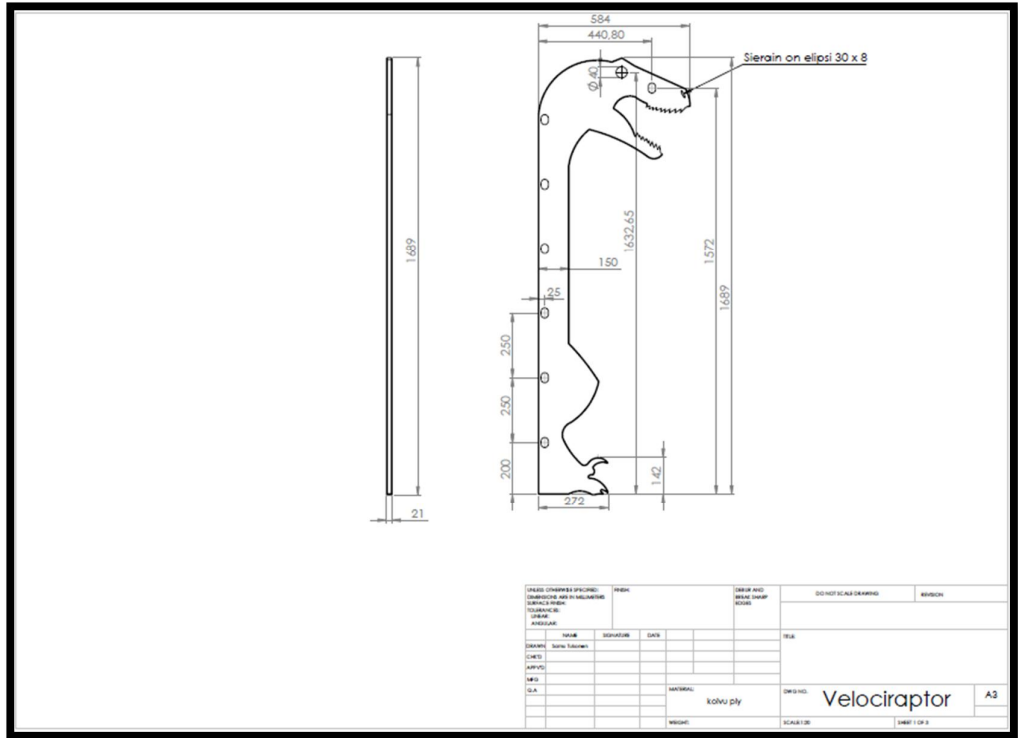 584
440,80
Sierain on elipsi 30 x 8
Ø 40
1689
1632,65
1572
1689
150
25
250
250
200
142
272
21
UNLESS OTHERWISE SPECIFIED:
DIMENSIONS ARE IN MILLIMETERS
SURFACE FINISH:
TOLERANCES:
LINEAR:
ANGULAR:
FINISH:
DEBUR AND
BREAK SHARP
EDGES
DO NOT SCALE DRAWING
REVISION
NAME
SIGNATURE
DATE
TITLE:
DRAWN
CHK'D
APPV'D
MFG
Q.A
MATERIAL:
koivu ply
DWG NO.
Velociraptor
A3
WEIGHT:
SCALE:1:20
SHEET 1 OF 3